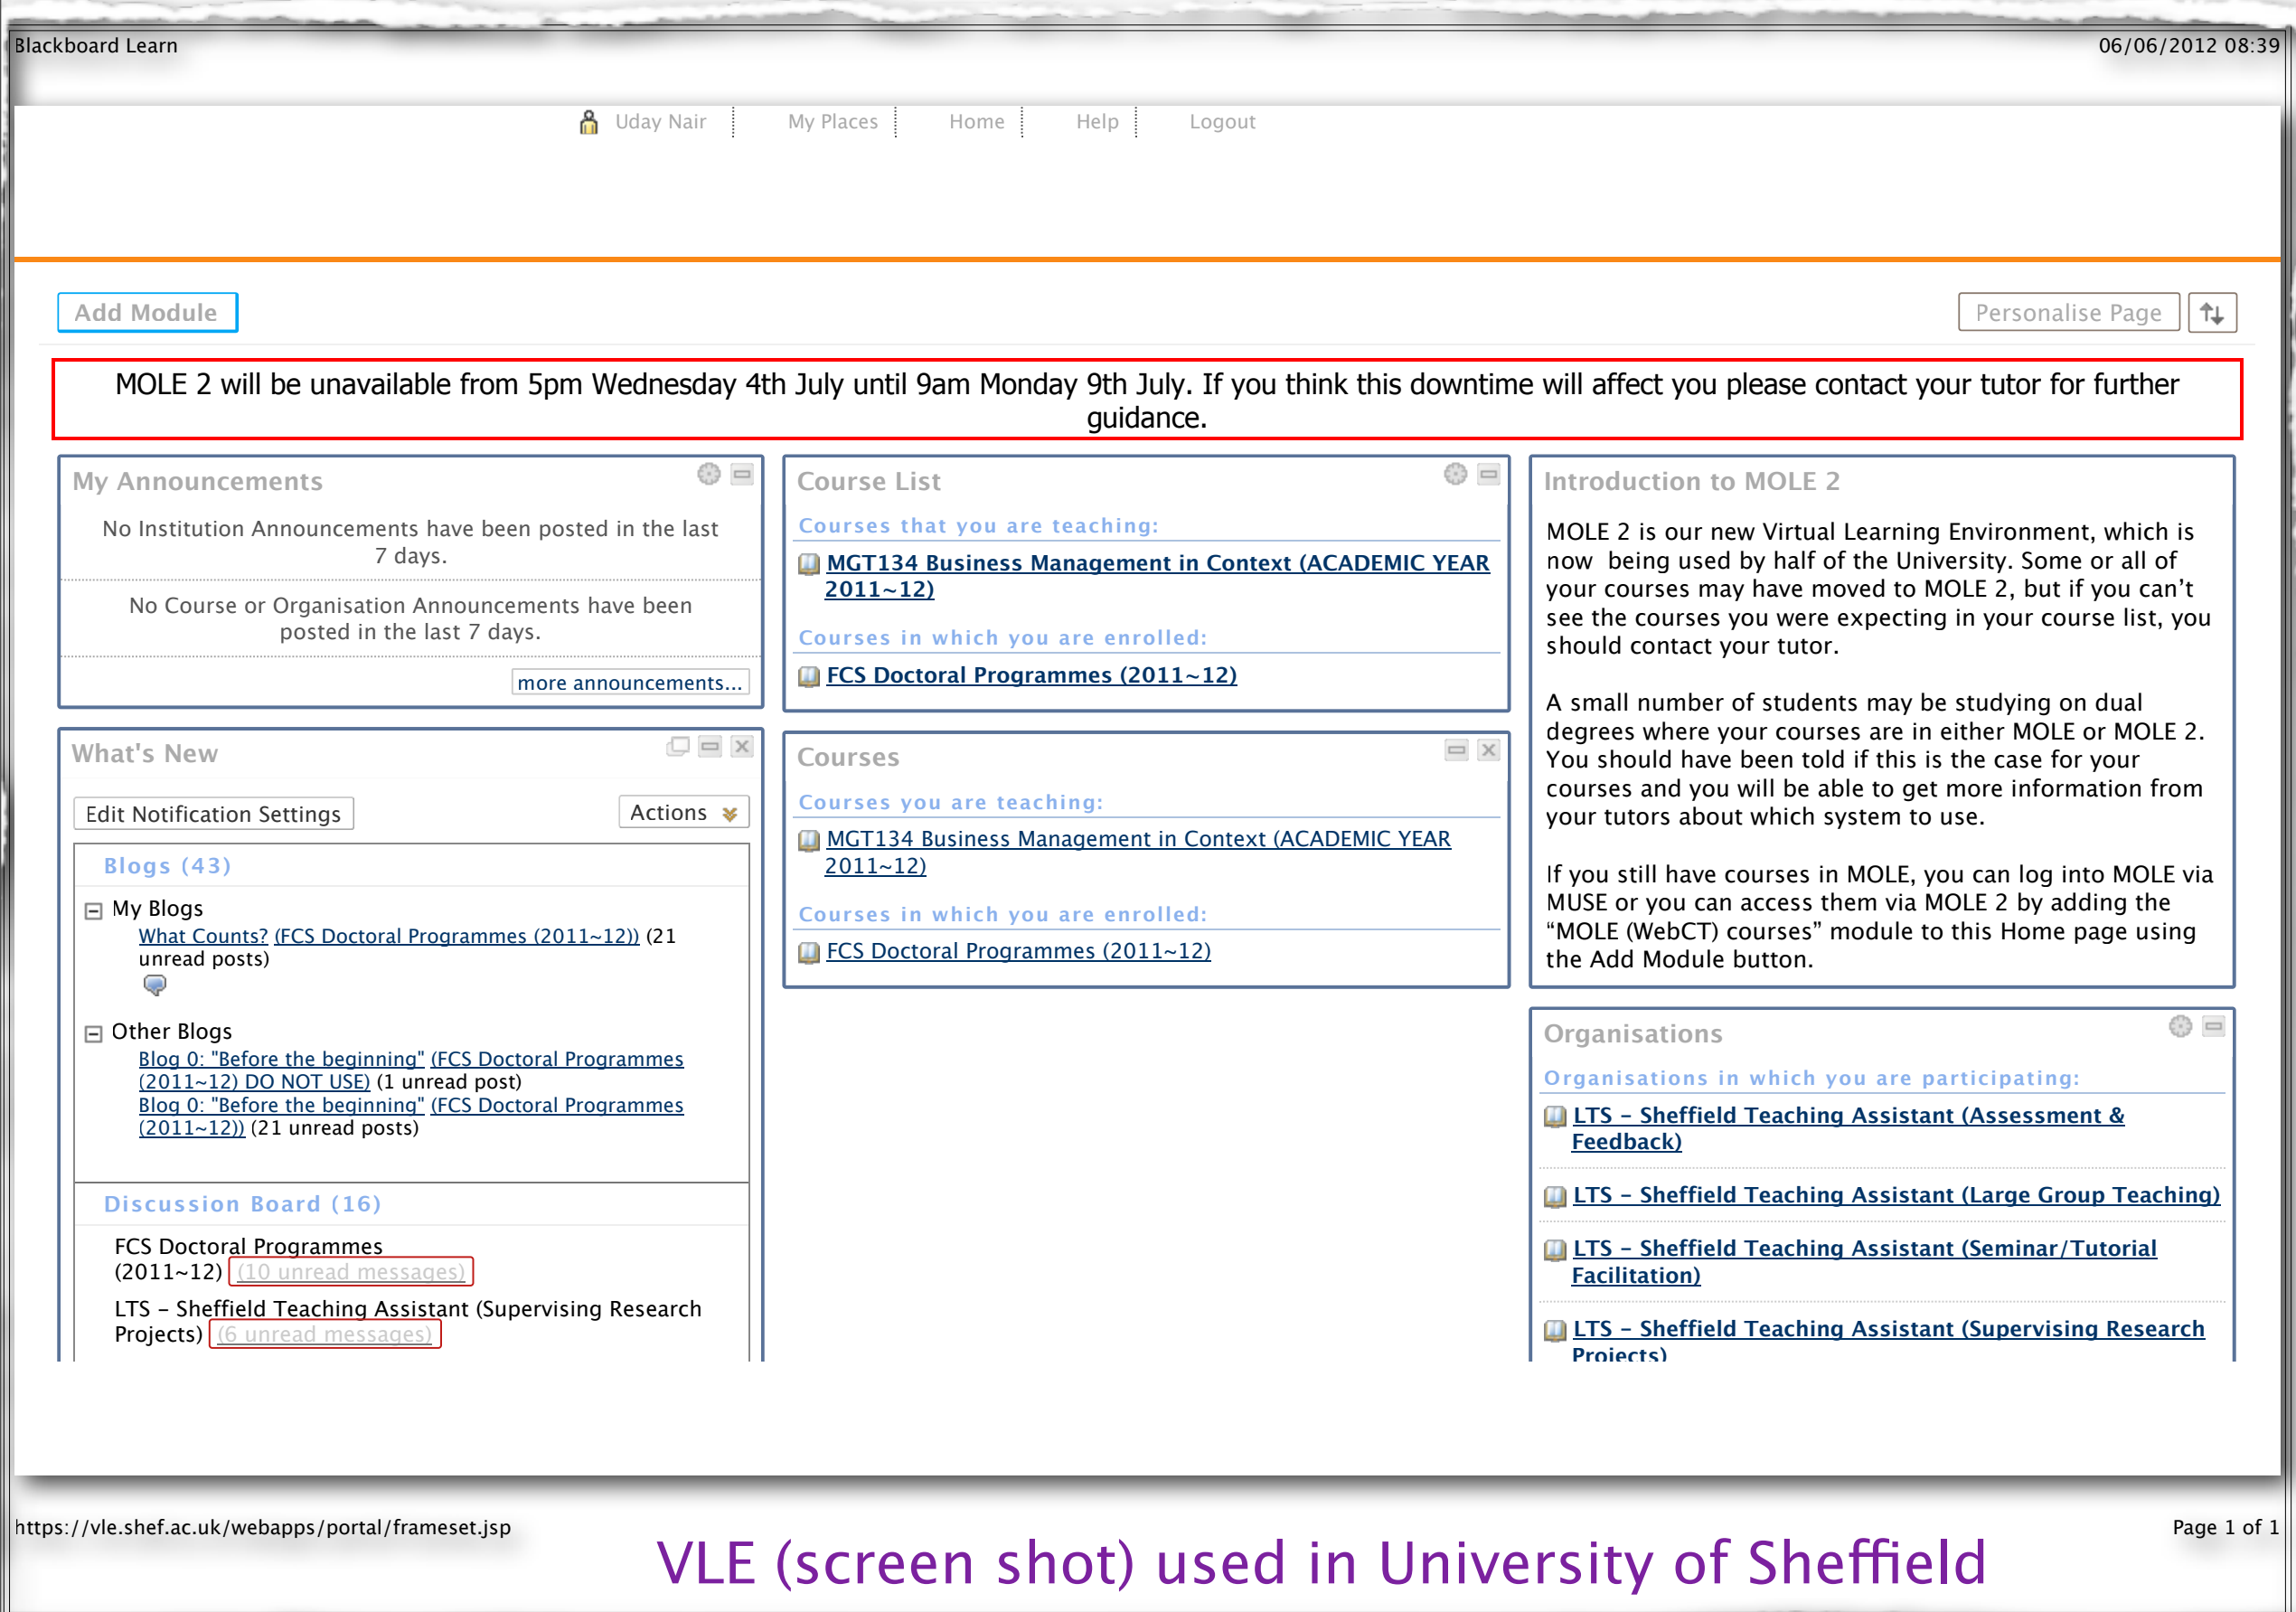 Blackboard Learn
06/06/2012 08:39
Uday Nair
My Places
Home
Help
Logout
Add Module
Personalise Page
MOLE 2 will be unavailable from 5pm Wednesday 4th July until 9am Monday 9th July. If you think this downtime will affect you please contact your tutor for further
guidance.
My Announcements
No Institution Announcements have been posted in the last
7 days.
No Course or Organisation Announcements have been
posted in the last 7 days.
more announcements...
What's New
Edit Notification Settings
Actions
Blogs (43)
My Blogs
What Counts? (FCS Doctoral Programmes (2011~12)) (21
unread posts)
Other Blogs
Blog 0: "Before the beginning" (FCS Doctoral Programmes
(2011~12) DO NOT USE) (1 unread post)
Blog 0: "Before the beginning" (FCS Doctoral Programmes
(2011~12)) (21 unread posts)
Discussion Board (16)
FCS Doctoral Programmes
(2011~12) (10 unread messages)
LTS – Sheffield Teaching Assistant (Supervising Research
Projects) (6 unread messages)
Course List
Courses that you are teaching:
MGT134 Business Management in Context (ACADEMIC YEAR
2011~12)
Courses in which you are enrolled:
FCS Doctoral Programmes (2011~12)
Courses
Courses you are teaching:
MGT134 Business Management in Context (ACADEMIC YEAR
2011~12)
Courses in which you are enrolled:
FCS Doctoral Programmes (2011~12)
Introduction to MOLE 2
MOLE 2 is our new Virtual Learning Environment, which is
now being used by half of the University. Some or all of
your courses may have moved to MOLE 2, but if you can't
see the courses you were expecting in your course list, you
should contact your tutor.
A small number of students may be studying on dual
degrees where your courses are in either MOLE or MOLE 2.
You should have been told if this is the case for your
courses and you will be able to get more information from
your tutors about which system to use.
If you still have courses in MOLE, you can log into MOLE via
MUSE or you can access them via MOLE 2 by adding the
“MOLE (WebCT) courses” module to this Home page using
the Add Module button.
Organisations
Organisations in which you are participating:
LTS – Sheffield Teaching Assistant (Assessment &
Feedback)
LTS – Sheffield Teaching Assistant (Large Group Teaching)
LTS – Sheffield Teaching Assistant (Seminar/Tutorial
Facilitation)
LTS – Sheffield Teaching Assistant (Supervising Research
Projects)
https://vle.shef.ac.uk/webapps/portal/frameset.jsp
Page 1 of 1
VLE (screen shot) used in University of Sheffield